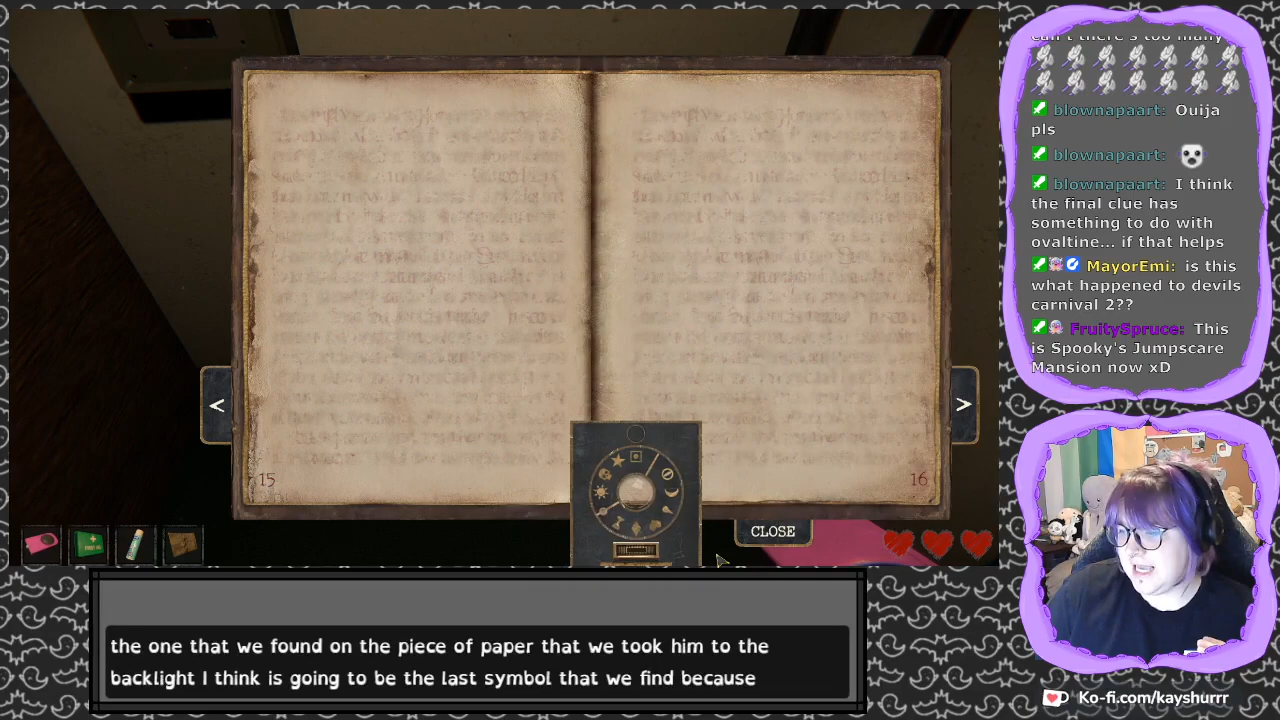 can't there's too many
blownapaart: Ouija
pls
blownapaart:
blownapaart: I think
the final clue has
something to do with
ovaltine... if that helps
MayorEmi: is this
what happened to devils
carnival 2??
FruitySpruce: This
is Spooky's Jumpscare
Mansion now xD
<
>
15
16
CLOSE
the one that we found on the piece of paper that we took him to the
backlight I think is going to be the last symbol that we find because
Ko-fi.com/kayshurrr